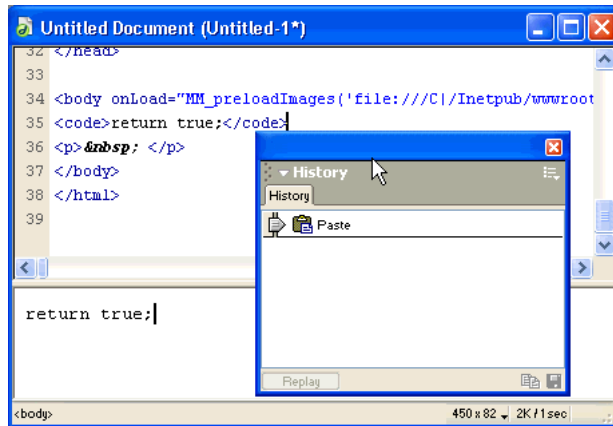 Untitled Document (Untitled-1*)
32 </head>
33
34 <body onLoad="MM_preloadImages('file:///C|/Inetpub/wwwroot
35 <code>return true;</code>
36 <p>&nbsp; </p>
37 </body>
38 </html>
39
History
History
Paste
Replay
return true;
<body>
450 x 82 2K / 1 sec